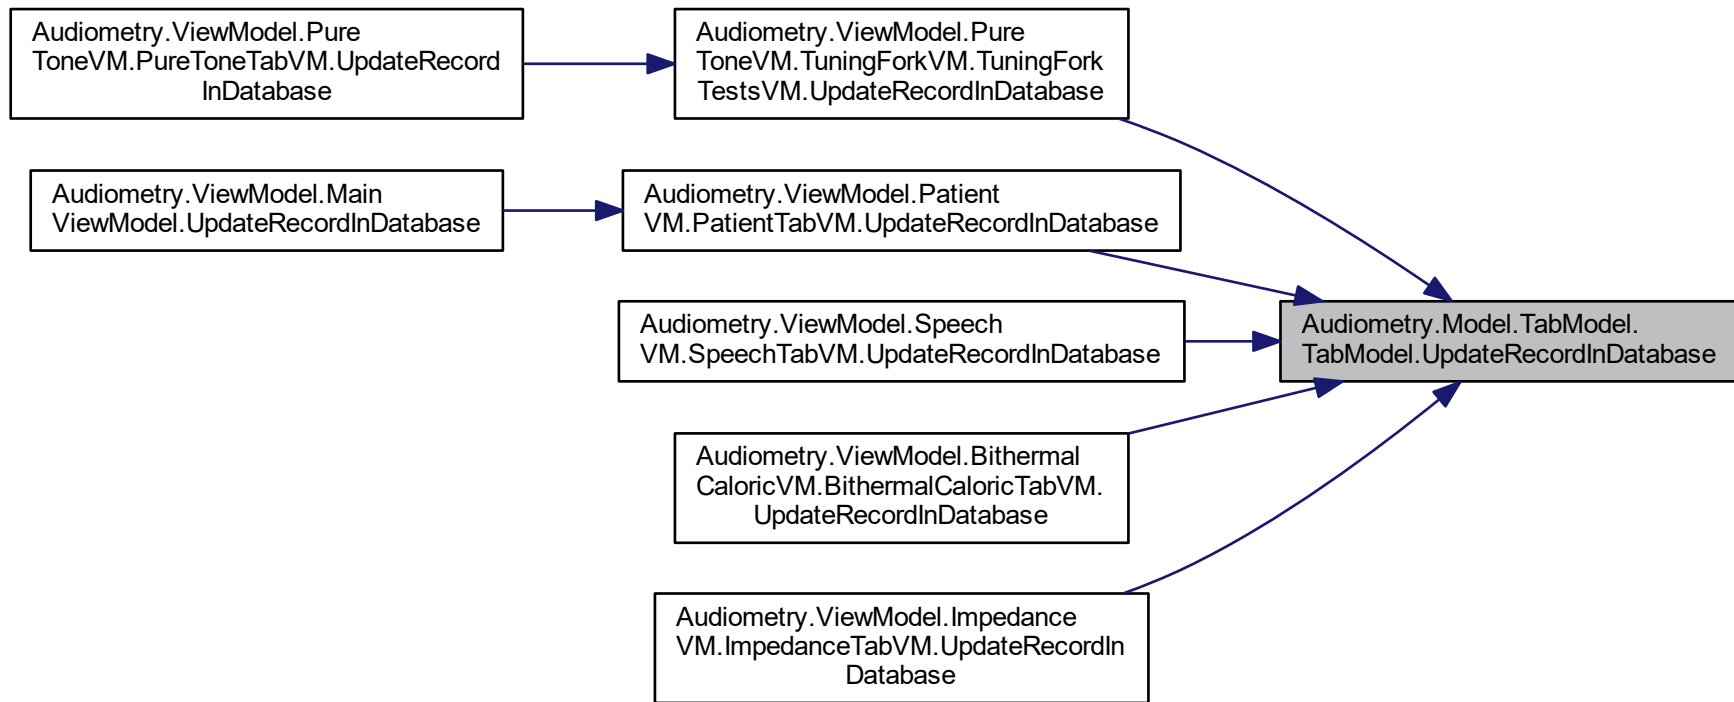 Audiometry.ViewModel.Pure
ToneVM.PureToneTabVM.UpdateRecord
InDatabase
Audiometry.ViewModel.Pure
ToneVM.TuningForkVM.TuningFork
TestsVM.UpdateRecordInDatabase
Audiometry.ViewModel.Main
ViewModel.UpdateRecordInDatabase
Audiometry.ViewModel.Patient
VM.PatientTabVM.UpdateRecordInDatabase
Audiometry.ViewModel.Speech
VM.SpeechTabVM.UpdateRecordInDatabase
Audiometry.Model.TabModel.
TabModel.UpdateRecordInDatabase
Audiometry.ViewModel.Bithermal
CaloricVM.BithermalCaloricTabVM.
UpdateRecordInDatabase
Audiometry.ViewModel.Impedance
VM.ImpedanceTabVM.UpdateRecordIn
Database